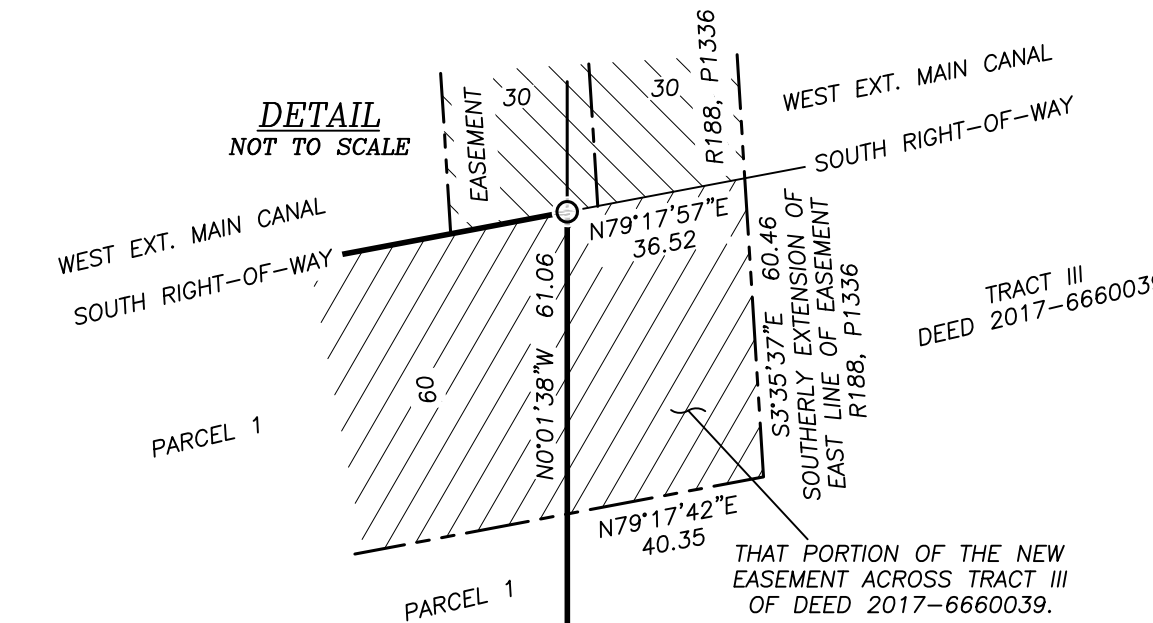 DETAIL
NOT TO SCALE
EASEMENT
30
30
R188, P1336
WEST EXT. MAIN CANAL
SOUTH RIGHT-OF-WAY
WEST EXT. MAIN CANAL
SOUTH RIGHT-OF-WAY
N79°17'57"E
36.52
N0°01'38"W 61.06
60
S3°35'37"E 60.46
SOUTHERLY EXTENSION OF
EAST LINE OF EASEMENT
R188, P1336
TRACT III
DEED 2017-6660039
PARCEL 1
N79°17'42"E
40.35
PARCEL 1
THAT PORTION OF THE NEW
EASEMENT ACROSS TRACT III
OF DEED 2017-6660039.